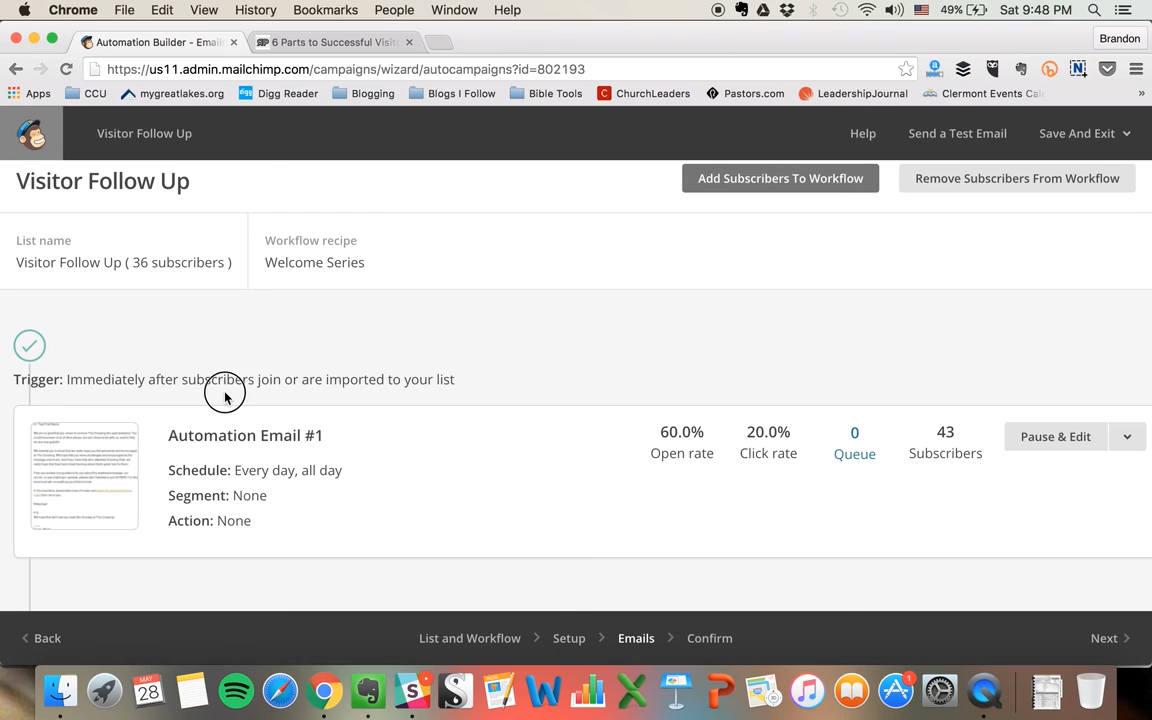 Chrome File Edit View History Bookmarks People Window Help 49% Sat 9:48 PM
Automation Builder - Emai 6 Parts to Successful Visit Brandon
https://us11.admin.mailchimp.com/campaigns/wizard/autocampaigns?id=802193
Apps CCU mygreatlakes.org digg Digg Reader Blogging Blogs I Follow Bible Tools ChurchLeaders Pastors.com LeadershipJournal Clermont Events Cal »
Visitor Follow Up Help Send a Test Email Save And Exit
Visitor Follow Up Add Subscribers To Workflow Remove Subscribers From Workflow
List name Workflow recipe
Visitor Follow Up ( 36 subscribers ) Welcome Series
Trigger: Immediately after subscribers join or are imported to your list
Automation Email #1 60.0% 20.0% 0 43 Pause & Edit
Open rate Click rate Queue Subscribers
Schedule: Every day, all day
Segment: None
Action: None
Back List and Workflow Setup Emails Confirm Next
MAY
28
1